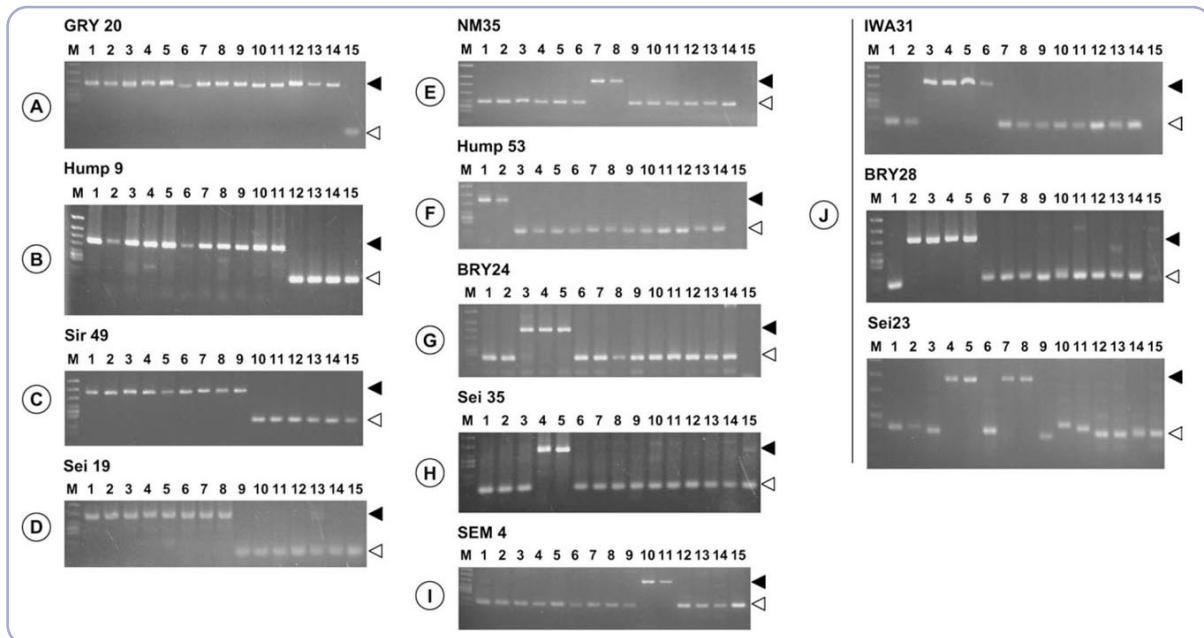 GRY 20
M 1 2 3 4 5 6 7 8 9 10 11 12 13 14 15
A
Hump 9
M 1 2 3 4 5 6 7 8 9 10 11 12 13 14 15
B
Sir 49
M 1 2 3 4 5 6 7 8 9 10 11 12 13 14 15
C
Sei 19
M 1 2 3 4 5 6 7 8 9 10 11 12 13 14 15
D
NM35
M 1 2 3 4 5 6 7 8 9 10 11 12 13 14 15
E
Hump 53
M 1 2 3 4 5 6 7 8 9 10 11 12 13 14 15
F
BRY24
M 1 2 3 4 5 6 7 8 9 10 11 12 13 14 15
G
Sei 35
M 1 2 3 4 5 6 7 8 9 10 11 12 13 14 15
H
SEM 4
M 1 2 3 4 5 6 7 8 9 10 11 12 13 14 15
I
IWA31
M 1 2 3 4 5 6 7 8 9 10 11 12 13 14 15
BRY28
M 1 2 3 4 5 6 7 8 9 10 11 12 13 14 15
J
Sei23
M 1 2 3 4 5 6 7 8 9 10 11 12 13 14 15